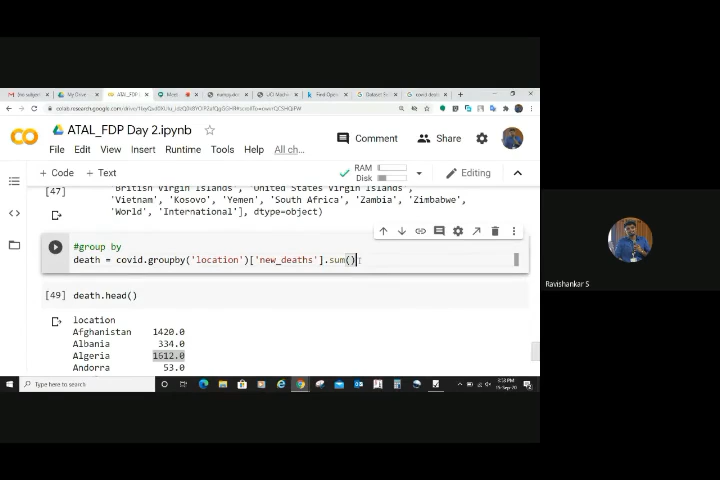 ATAL_FDP Day 2.ipynb
Comment
Share
File Edit View Insert Runtime Tools Help All ch...
+ Code + Text
RAM
Disk
Editing
[47]
'British Virgin Islands', 'United States Virgin Islands',
'Vietnam', 'Kosovo', 'Yemen', 'South Africa', 'Zambia', 'Zimbabwe',
'World', 'International'], dtype=object)
#group by
death = covid.groupby('location')['new_deaths'].sum()
[49] death.head()
location
Afghanistan 1420.0
Albania 334.0
Algeria 1612.0
Andorra 53.0
Type here to search
Ravishankar S